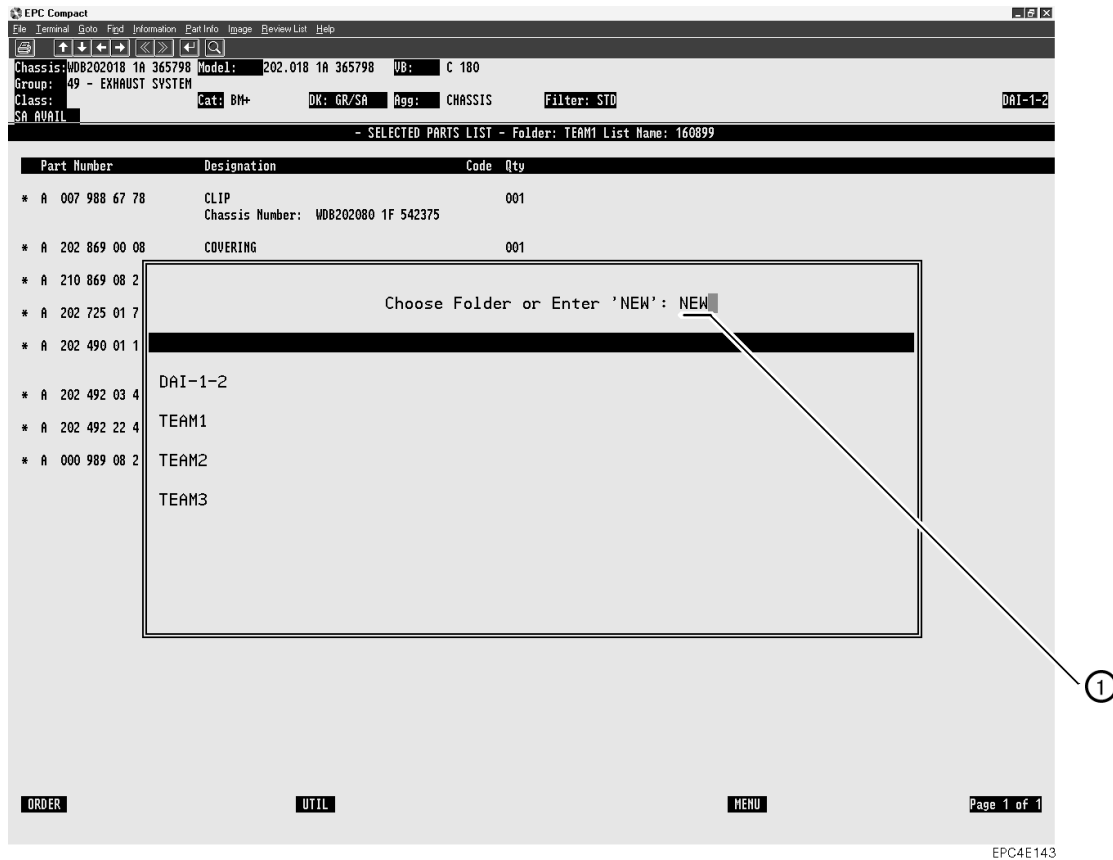 EPC Compact
File Terminal Goto Find Information Part Info Image Review List Help
Chassis: WDB202018 1A 365798 Model: 202.018 1A 365798 VB: C 180
Group: 49 - EXHAUST SYSTEM
Class: Cat: BM+ DK: GR/SA Agg: CHASSIS Filter: STD DAI-1-2
SA AVAIL
- SELECTED PARTS LIST - Folder: TEAM1 List Name: 160899
Part Number Designation Code Qty
* A 007 988 67 78 CLIP 001
Chassis Number: WDB202080 1F 542375
* A 202 869 00 08 COVERING 001
* A 210 869 08 2
Choose Folder or Enter 'NEW': NEW
* A 202 725 01 7
* A 202 490 01 1
DAI-1-2
* A 202 492 03 4
TEAM1
* A 202 492 22 4
TEAM2
* A 000 989 08 2
TEAM3
1
ORDER UTIL MENU Page 1 of 1
EPC4E143